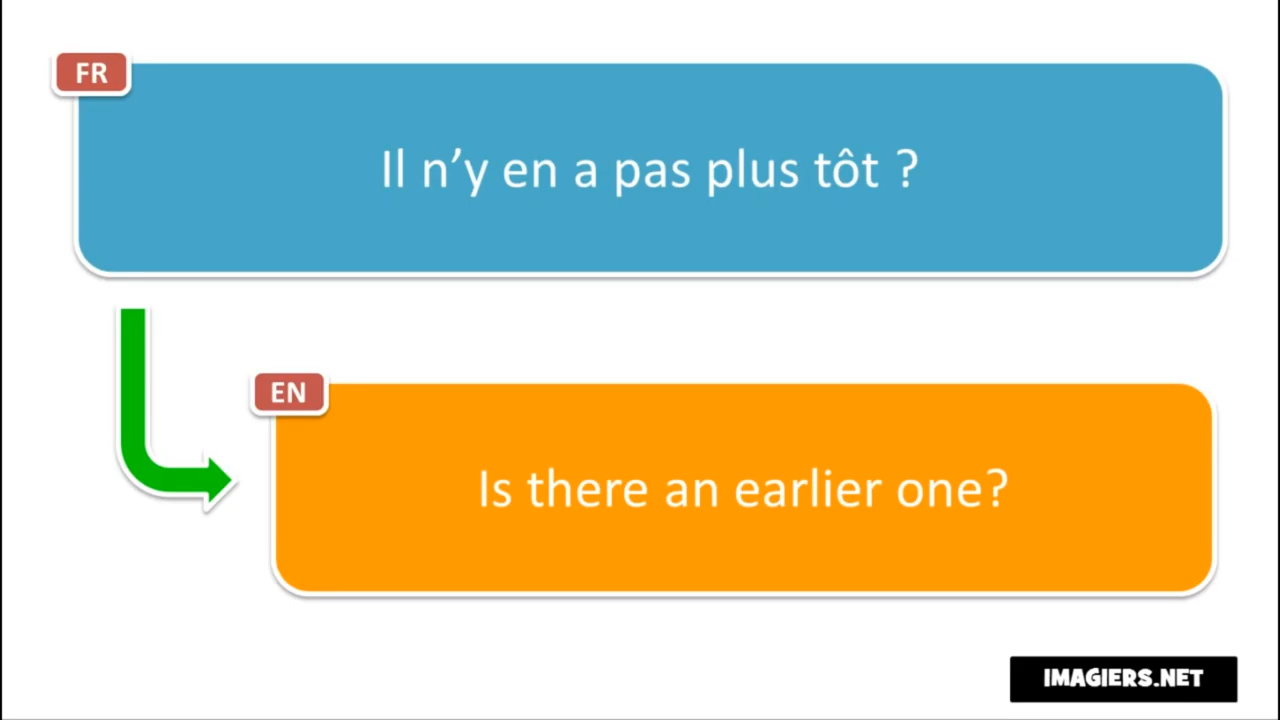 FR
Il n’y en a pas plus tôt ?
EN
Is there an earlier one?
IMAGIERS.NET